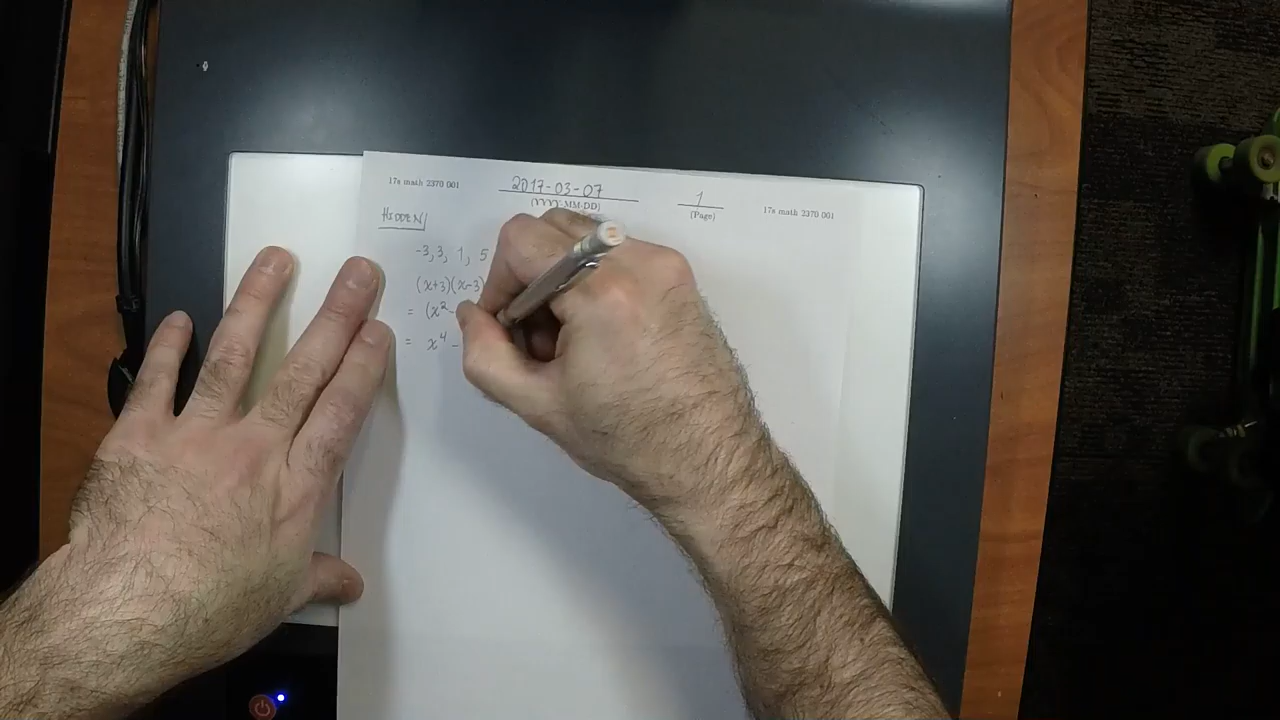 17s math 2370 001 2017-03-07 1 17s math 2370 001
(YYYY-MM-DD) (Page)
HIDDEN/
-3, 3, 1, 5
(x+3)(x-3)
= (x² -
= x⁴ -